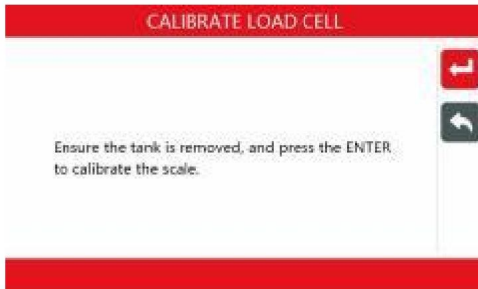 CALIBRATE LOAD CELL
Ensure the tank is removed, and press the ENTER
to calibrate the scale.